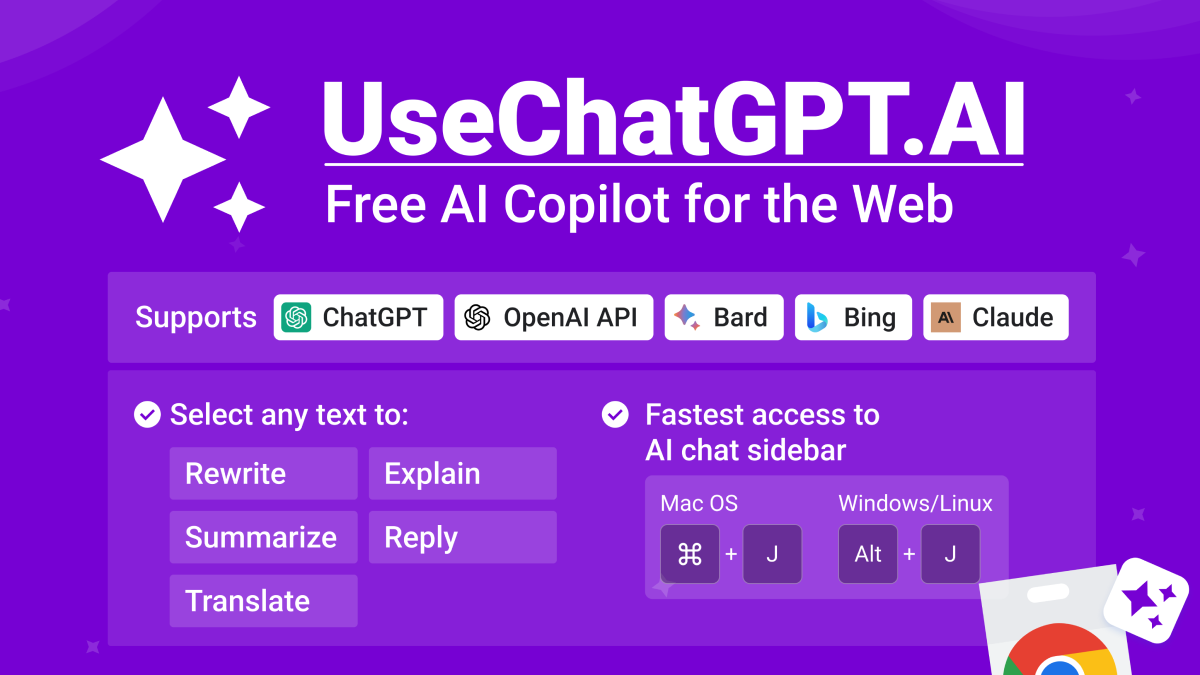 UseChatGPT.AI
Free AI Copilot for the Web
Supports ChatGPT OpenAI API Bard Bing Claude
Select any text to:
Rewrite Explain
Summarize Reply
Translate
Fastest access to
AI chat sidebar
Mac OS Windows/Linux
⌘ + J Alt + J